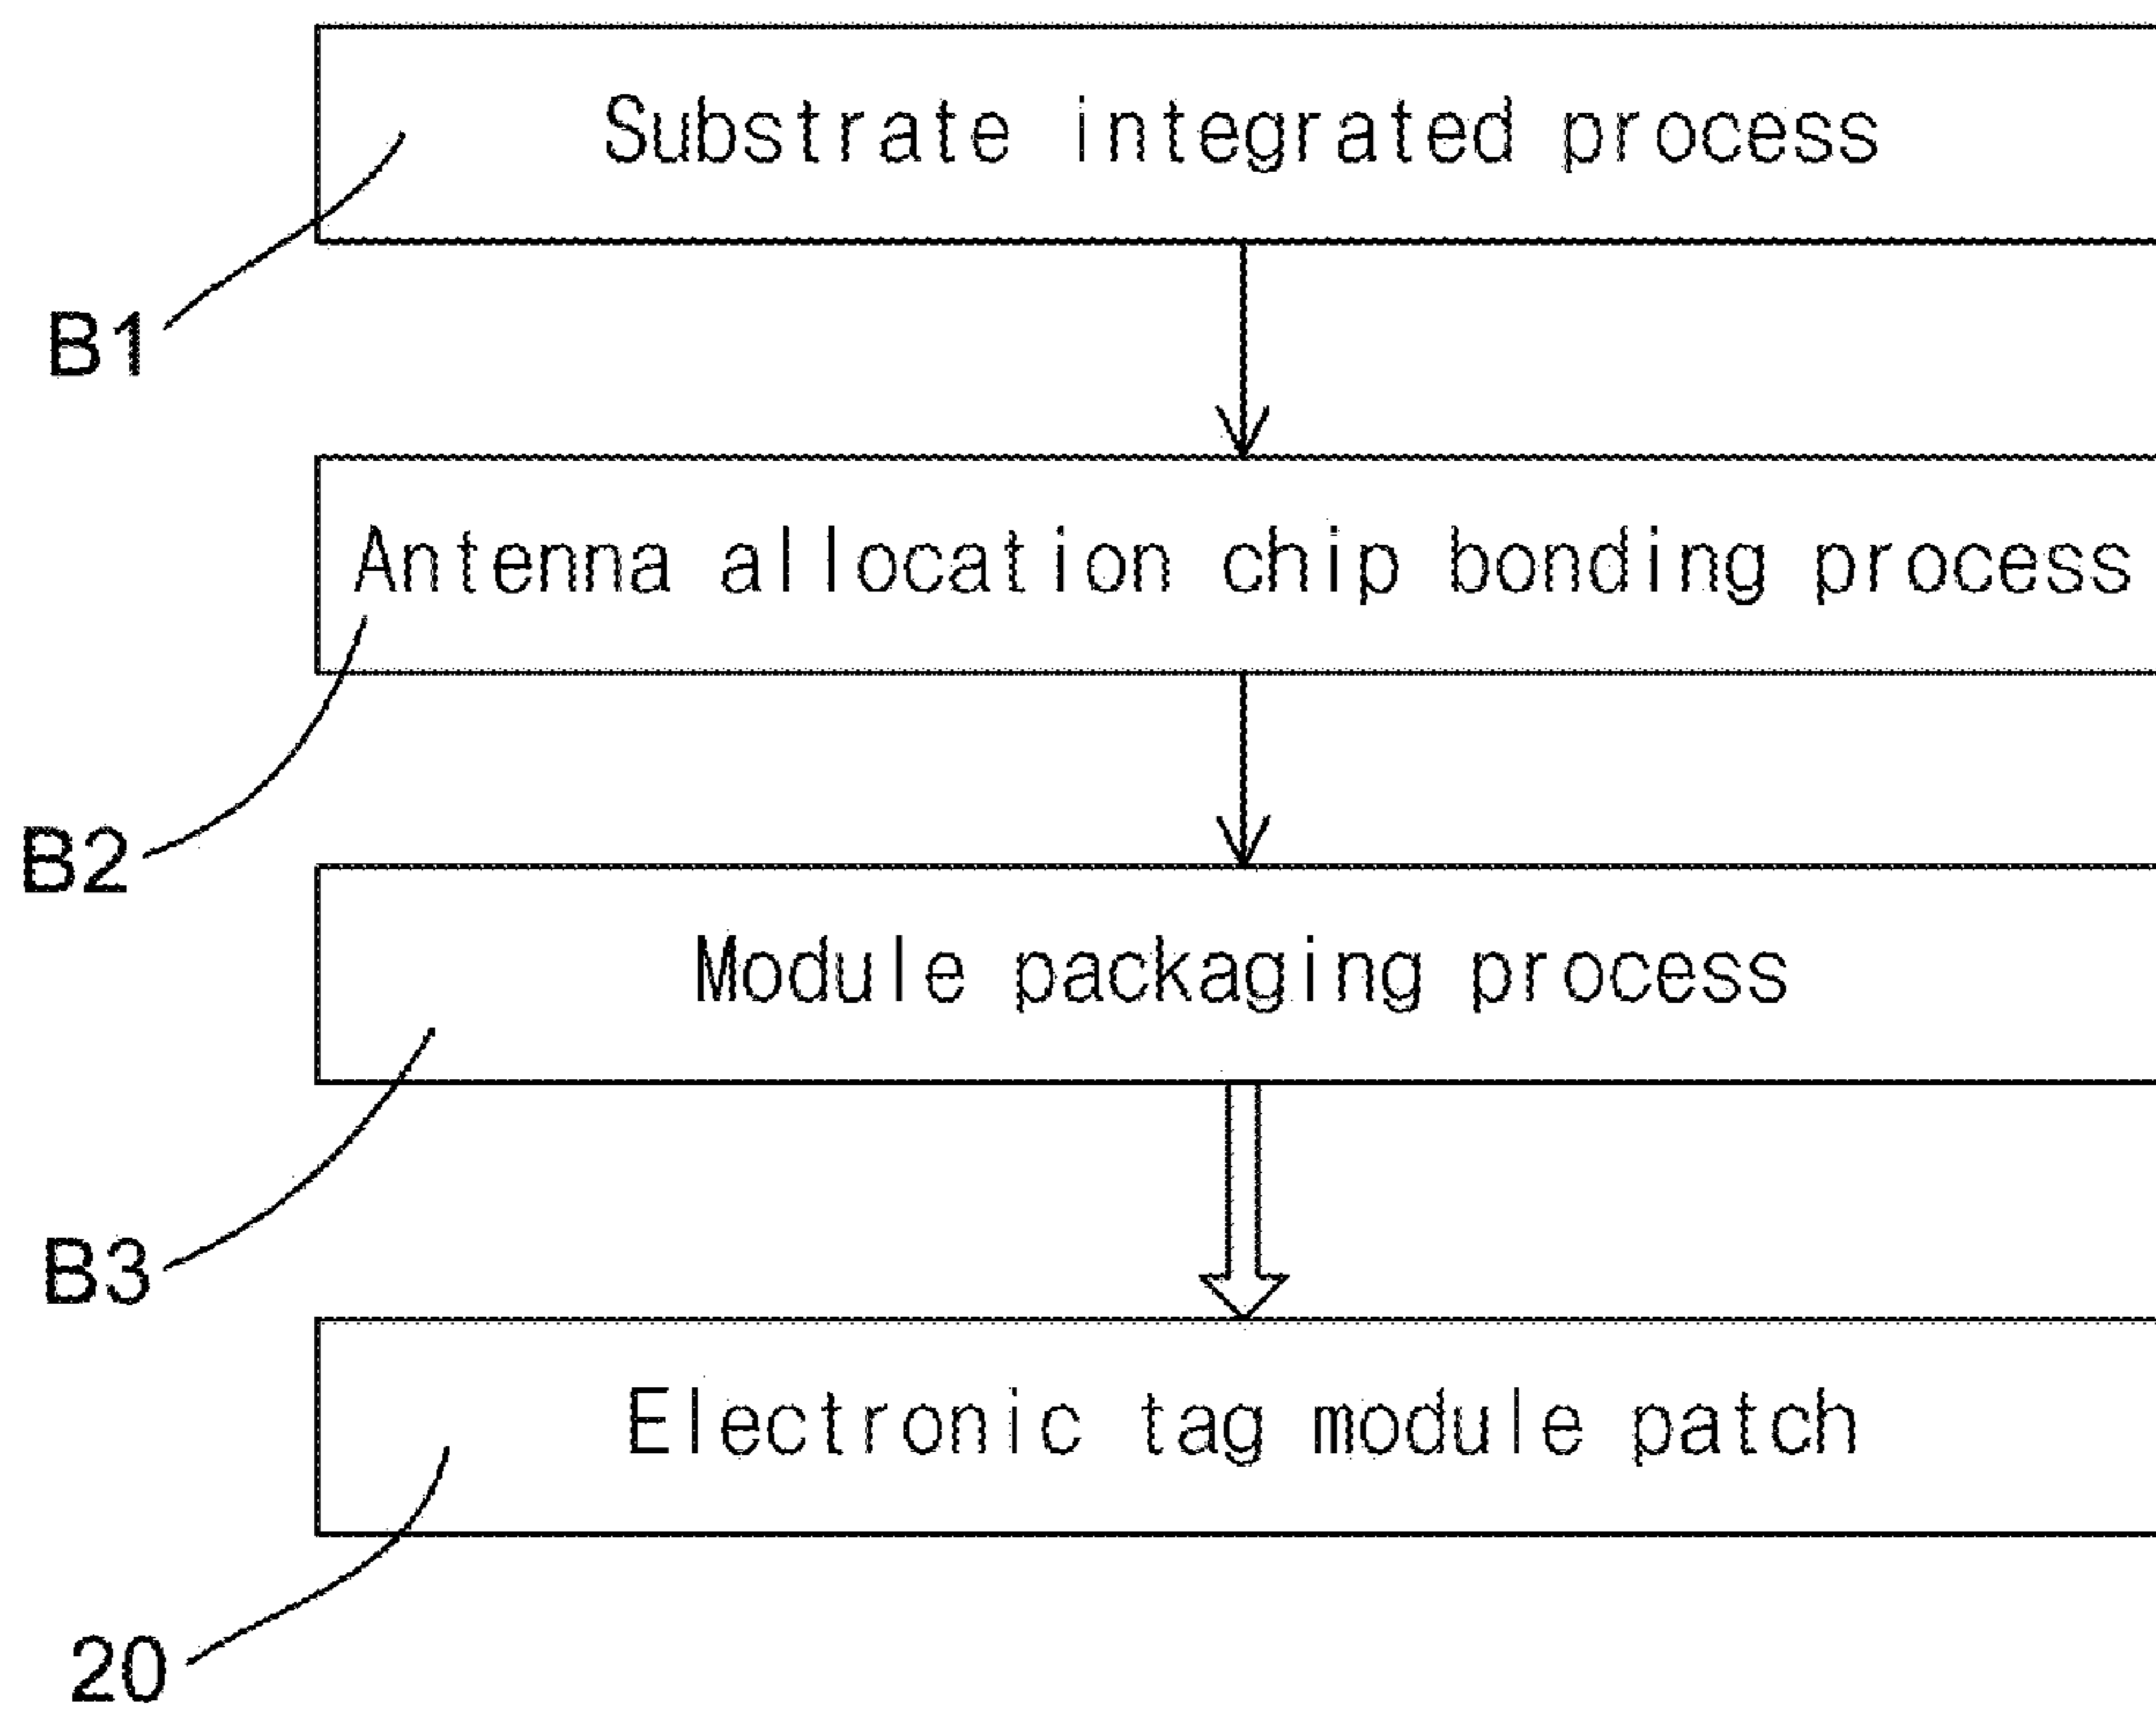 Substrate integrated process
B1
Antenna allocation chip bonding process
B2
Module packaging process
B3
Electronic tag module patch
20